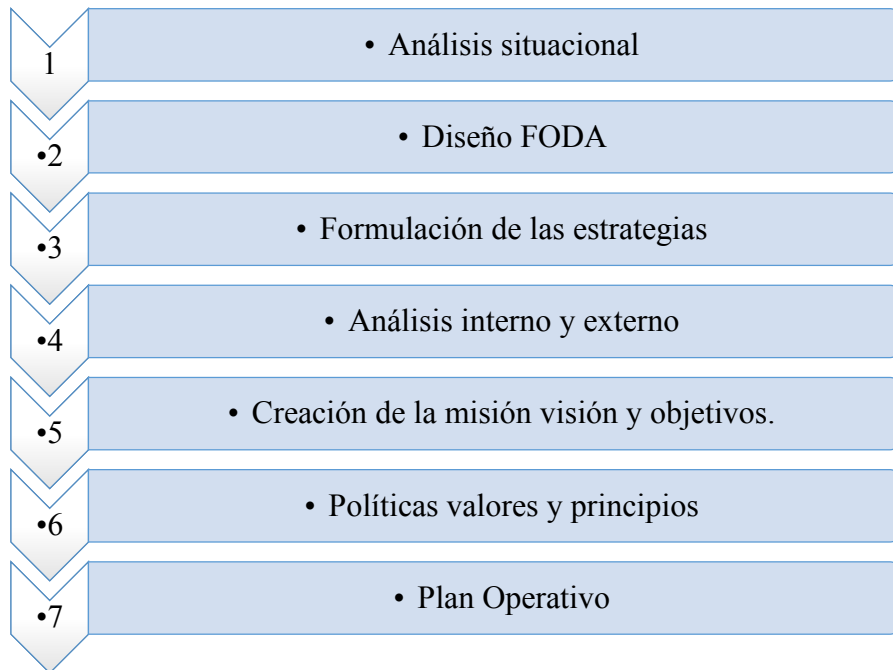 1
• Análisis situacional
•2
• Diseño FODA
•3
• Formulación de las estrategias
•4
• Análisis interno y externo
•5
• Creación de la misión visión y objetivos.
•6
• Políticas valores y principios
•7
• Plan Operativo